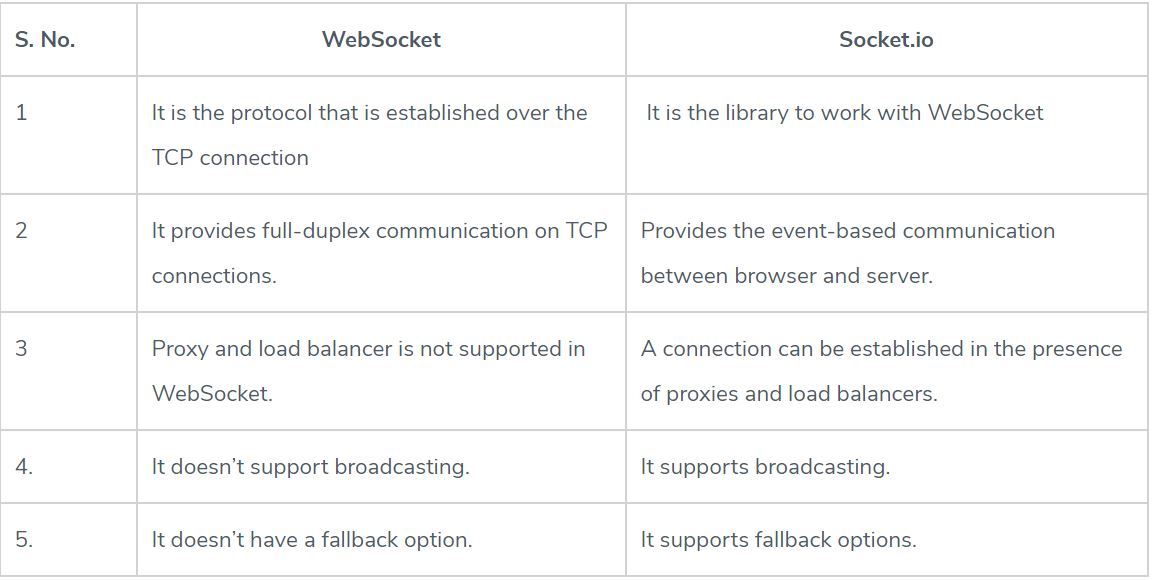 S. No. WebSocket Socket.io
1 It is the protocol that is established over the It is the library to work with WebSocket
TCP connection
2 It provides full-duplex communication on TCP Provides the event-based communication
connections. between browser and server.
3 Proxy and load balancer is not supported in A connection can be established in the presence
WebSocket. of proxies and load balancers.
4. It doesn’t support broadcasting. It supports broadcasting.
5. It doesn’t have a fallback option. It supports fallback options.